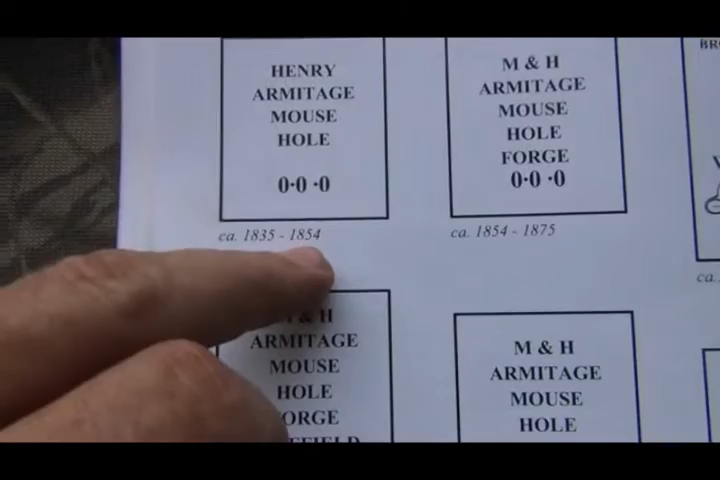 HENRY
ARMITAGE
MOUSE
HOLE
0·0 ·0
ca. 1835 - 1854
M & H
ARMITAGE
MOUSE
HOLE
FORGE
0·0 ·0
ca. 1854 - 1875
& H
ARMITAGE
MOUSE
HOLE
M & H
ARMITAGE
MOUSE
HOLE
ca.